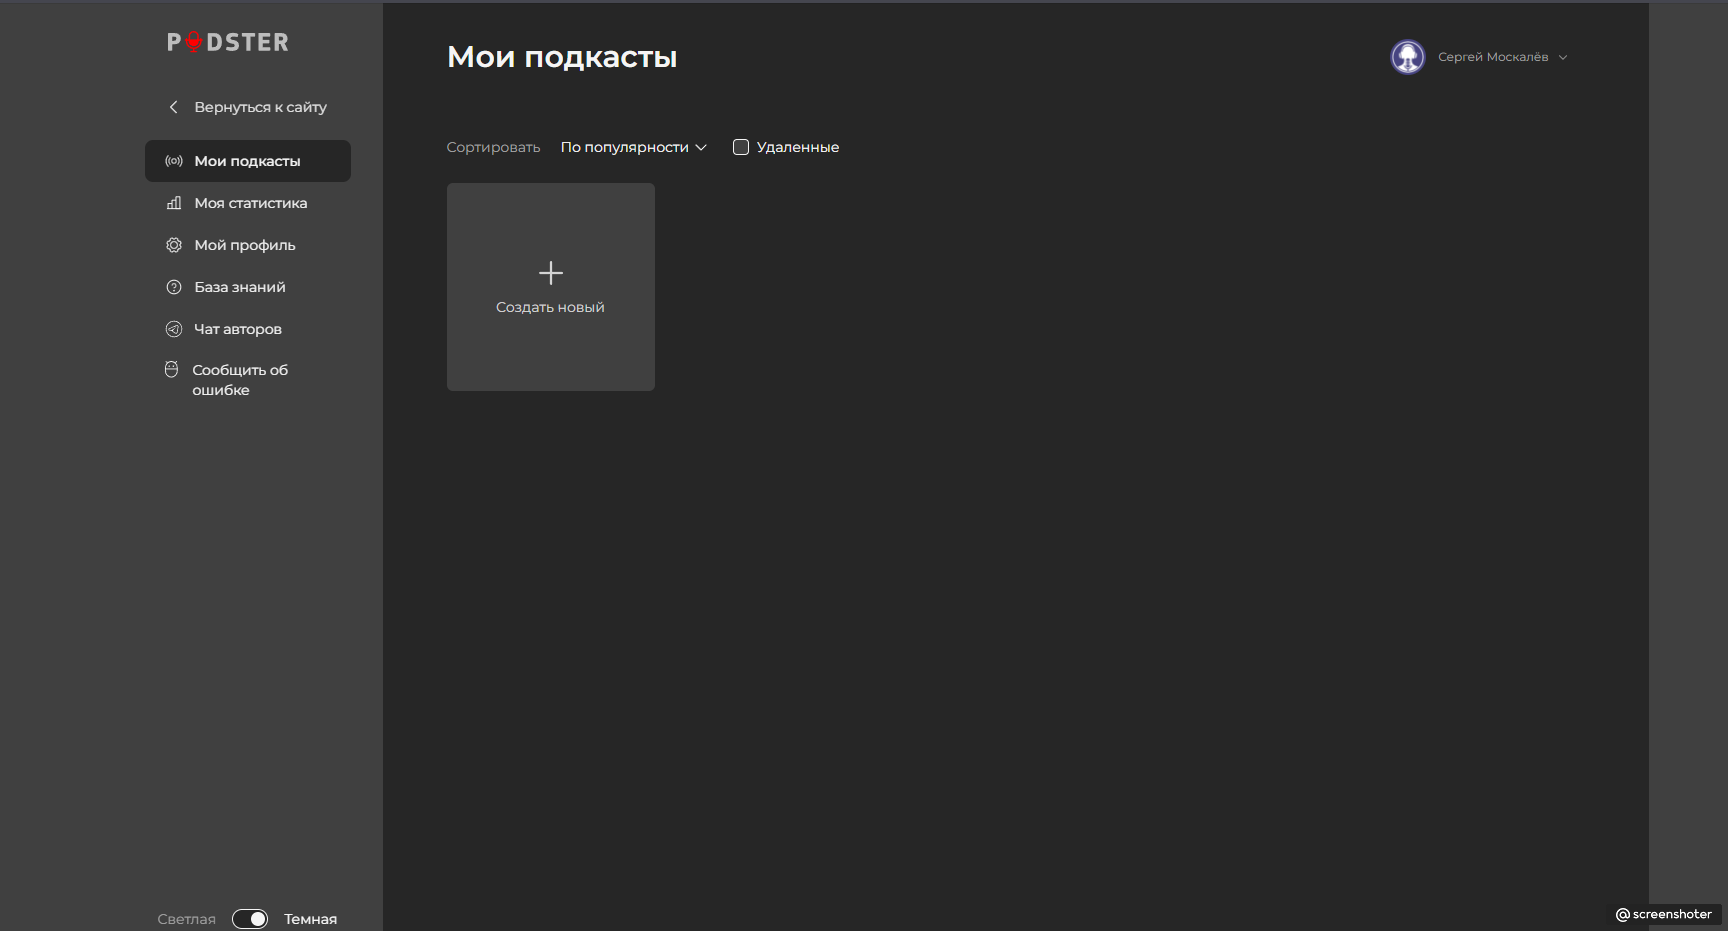 PODSTER
Вернуться к сайту
Мои подкасты
Моя статистика
Мой профиль
База знаний
Чат авторов
Сообщить об
ошибке
Светлая Темная
Мои подкасты
Сергей Москалёв
Сортировать По популярности Удаленные
Создать новый
@screenshoter